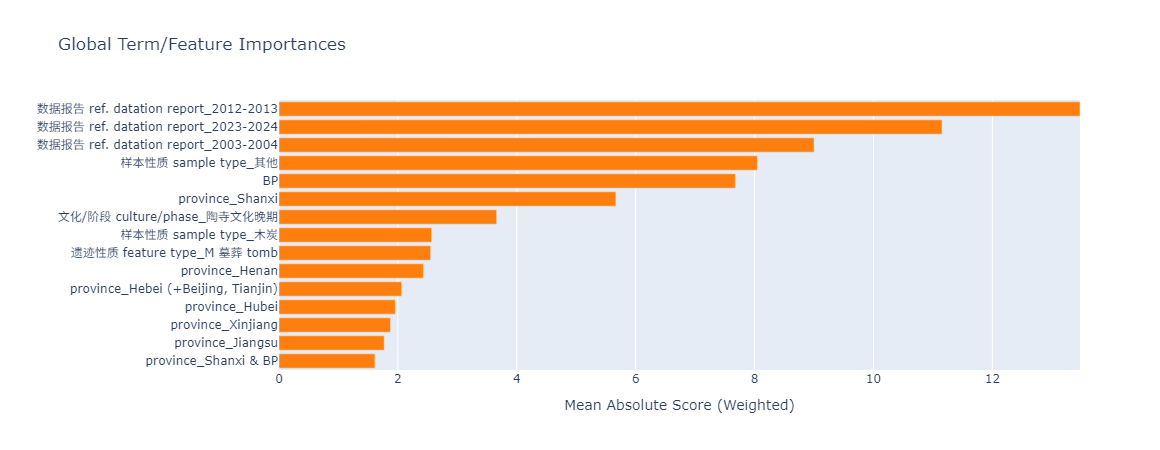 Global Term/Feature Importances
数据报告 ref. datation report_2012-2013
数据报告 ref. datation report_2023-2024
数据报告 ref. datation report_2003-2004
样本性质 sample type_其他
BP
province_Shanxi
文化/阶段 culture/phase_陶寺文化晚期
样本性质 sample type_木炭
遗迹性质 feature type_M 墓葬 tomb
province_Henan
province_Hebei (+Beijing, Tianjin)
province_Hubei
province_Xinjiang
province_Jiangsu
province_Shanxi & BP
0 2 4 6 8 10 12
Mean Absolute Score (Weighted)